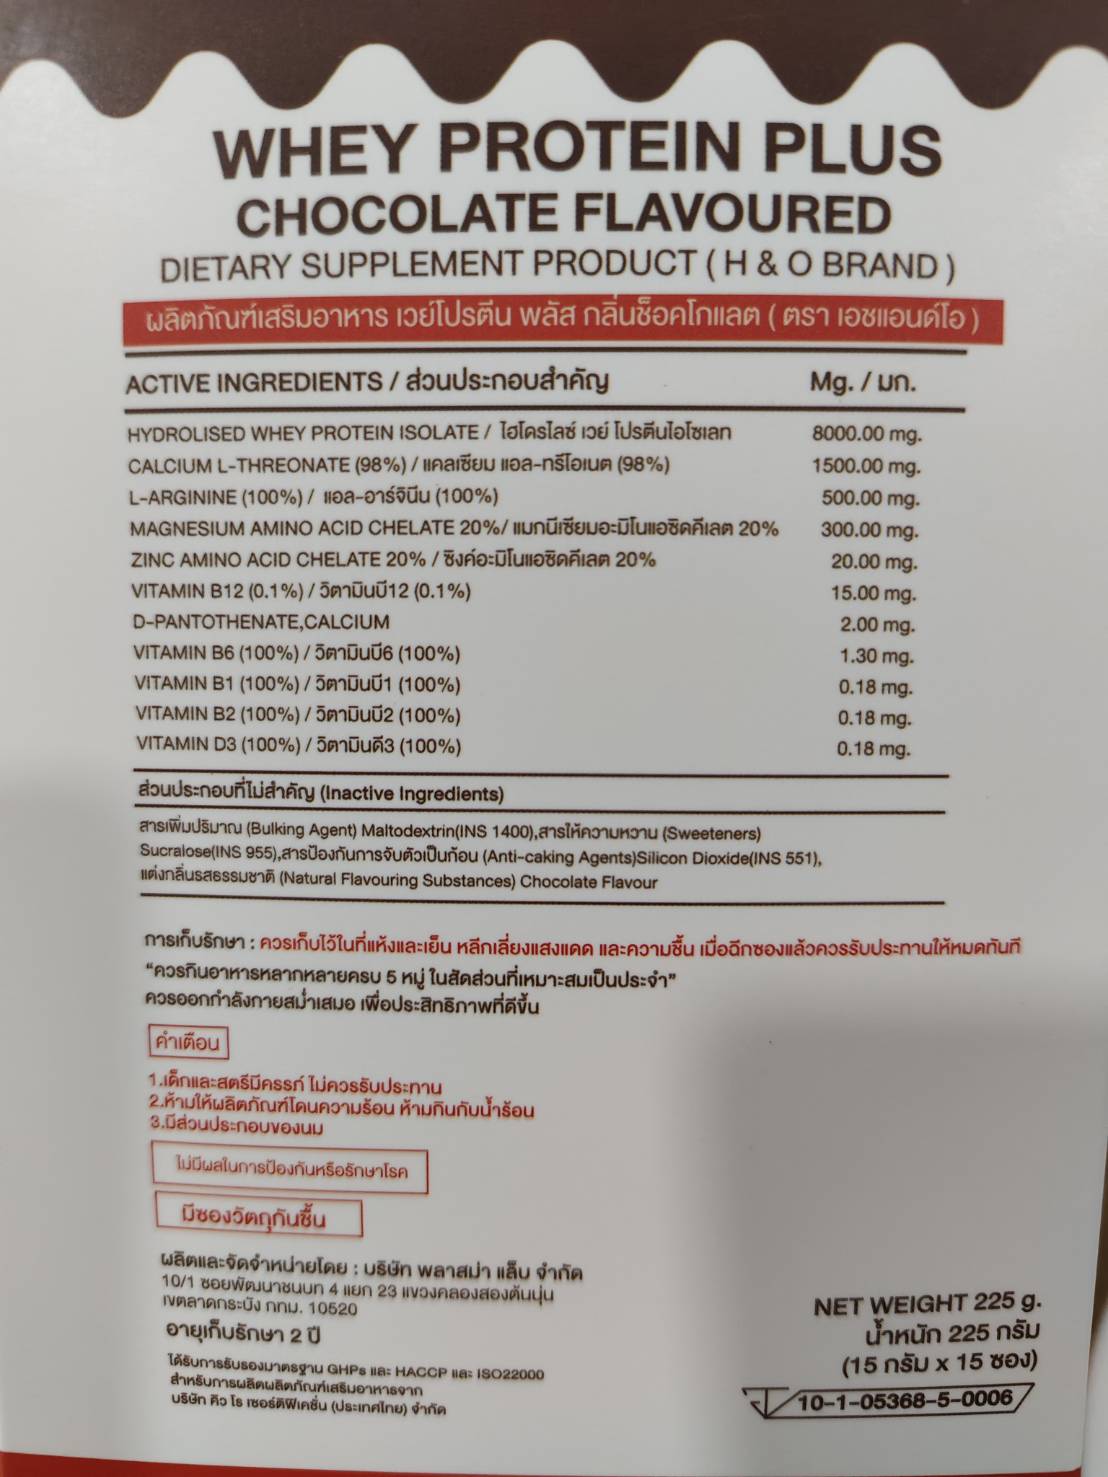 WHEY PROTEIN PLUS
CHOCOLATE FLAVOURED
DIETARY SUPPLEMENT PRODUCT ( H & O BRAND )
ผลิตภัณฑ์เสริมอาหาร เวย์โปรตีน พลัส กลิ่นช็อคโกแลต ( ตรา เอชแอนด์โอ )
ACTIVE INGREDIENTS / ส่วนประกอบสำคัญ Mg. / มก.
HYDROLISED WHEY PROTEIN ISOLATE / ไฮโดรไลซ์ เวย์ โปรตีนไอโซเลท 8000.00 mg.
CALCIUM L-THREONATE (98%) / แคลเซียม แอล-ทรีโอเนต (98%) 1500.00 mg.
L-ARGININE (100%) / แอล-อาร์จินีน (100%) 500.00 mg.
MAGNESIUM AMINO ACID CHELATE 20%/ แมกนีเซียมอะมิโนแอซิดคีเลต 20% 300.00 mg.
ZINC AMINO ACID CHELATE 20% / ซิงค์อะมิโนแอซิดคีเลต 20% 20.00 mg.
VITAMIN B12 (0.1%) / วิตามินบี12 (0.1%) 15.00 mg.
D-PANTOTHENATE,CALCIUM 2.00 mg.
VITAMIN B6 (100%) / วิตามินบี6 (100%) 1.30 mg.
VITAMIN B1 (100%) / วิตามินบี1 (100%) 0.18 mg.
VITAMIN B2 (100%) / วิตามินบี2 (100%) 0.18 mg.
VITAMIN D3 (100%) / วิตามินดี3 (100%) 0.18 mg.
ส่วนประกอบที่ไม่สำคัญ (Inactive Ingredients)
สารเพิ่มปริมาณ (Bulking Agent) Maltodextrin(INS 1400),สารให้ความหวาน (Sweeteners)
Sucralose(INS 955),สารป้องกันการจับตัวเป็นก้อน (Anti-caking Agents)Silicon Dioxide(INS 551),
แต่งกลิ่นรสธรรมชาติ (Natural Flavouring Substances) Chocolate Flavour
การเก็บรักษา : ควรเก็บไว้ในที่แห้งและเย็น หลีกเลี่ยงแสงแดด และความชื้น เมื่อฉีกซองแล้วควรรับประทานให้หมดทันที
“ควรกินอาหารหลากหลายครบ 5 หมู่ ในสัดส่วนที่เหมาะสมเป็นประจำ”
ควรออกกำลังกายสม่ำเสมอ เพื่อประสิทธิภาพที่ดีขึ้น
คำเตือน
1.เด็กและสตรีมีครรภ์ ไม่ควรรับประทาน
2.ห้ามให้ผลิตภัณฑ์โดนความร้อน ห้ามกินกับน้ำร้อน
3.มีส่วนประกอบของนม
ไม่มีผลในการป้องกันหรือรักษาโรค
มีซองวัตถุกันชื้น
ผลิตและจัดจำหน่ายโดย : บริษัท พลาสม่า แล็บ จำกัด
10/1 ซอยพัฒนาชนบท 4 แยก 23 แขวงคลองสองต้นนุ่น
เขตลาดกระบัง กทม. 10520
อายุเก็บรักษา 2 ปี
ได้รับการรับรองมาตรฐาน GHPs และ HACCP และ ISO22000
สำหรับการผลิตผลิตภัณฑ์เสริมอาหารจาก
บริษัท คิว โร เซอร์ติฟิเคชั่น (ประเทศไทย) จำกัด
NET WEIGHT 225 g.
น้ำหนัก 225 กรัม
(15 กรัม x 15 ซอง)
10-1-05368-5-0006